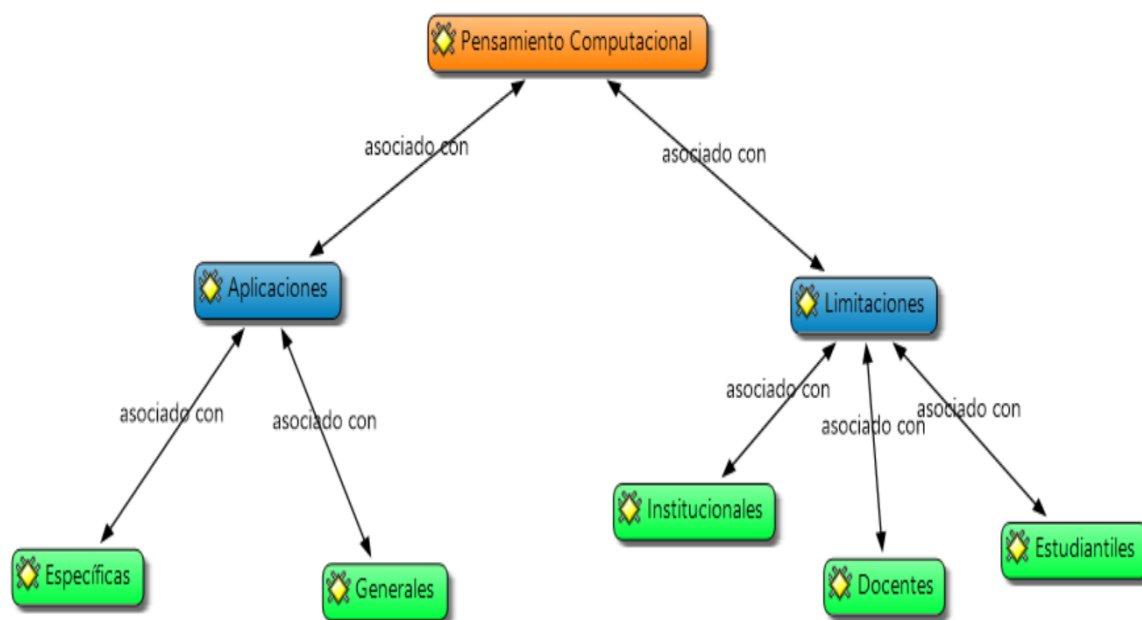 Pensamiento Computacional
asociado con
asociado con
Aplicaciones
Limitaciones
asociado con
asociado con
asociado con
asociado con
asociado con
Específicas
Generales
Institucionales
Docentes
Estudiantiles